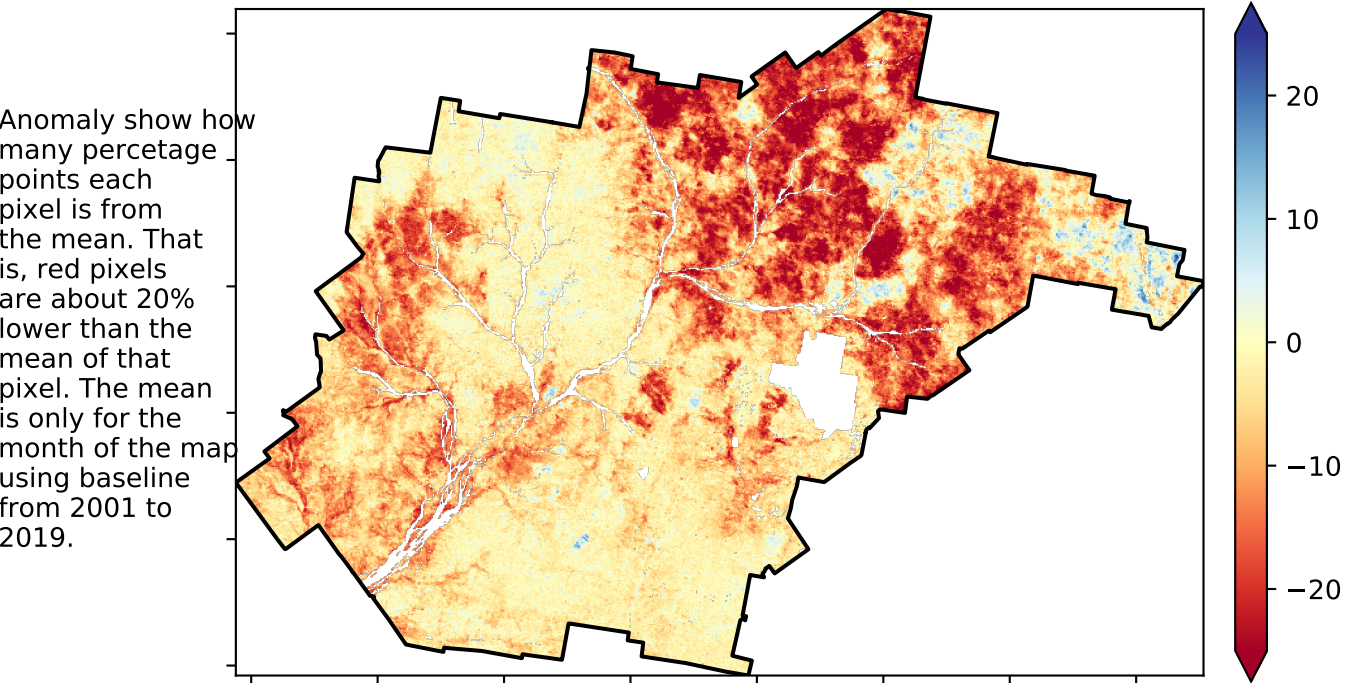 Anomaly show how
many percetage
points each
pixel is from
the mean. That
is, red pixels
are about 20%
lower than the
mean of that
pixel. The mean
is only for the
month of the map
using baseline
from 2001 to
2019.
20
10
0
−10
−20